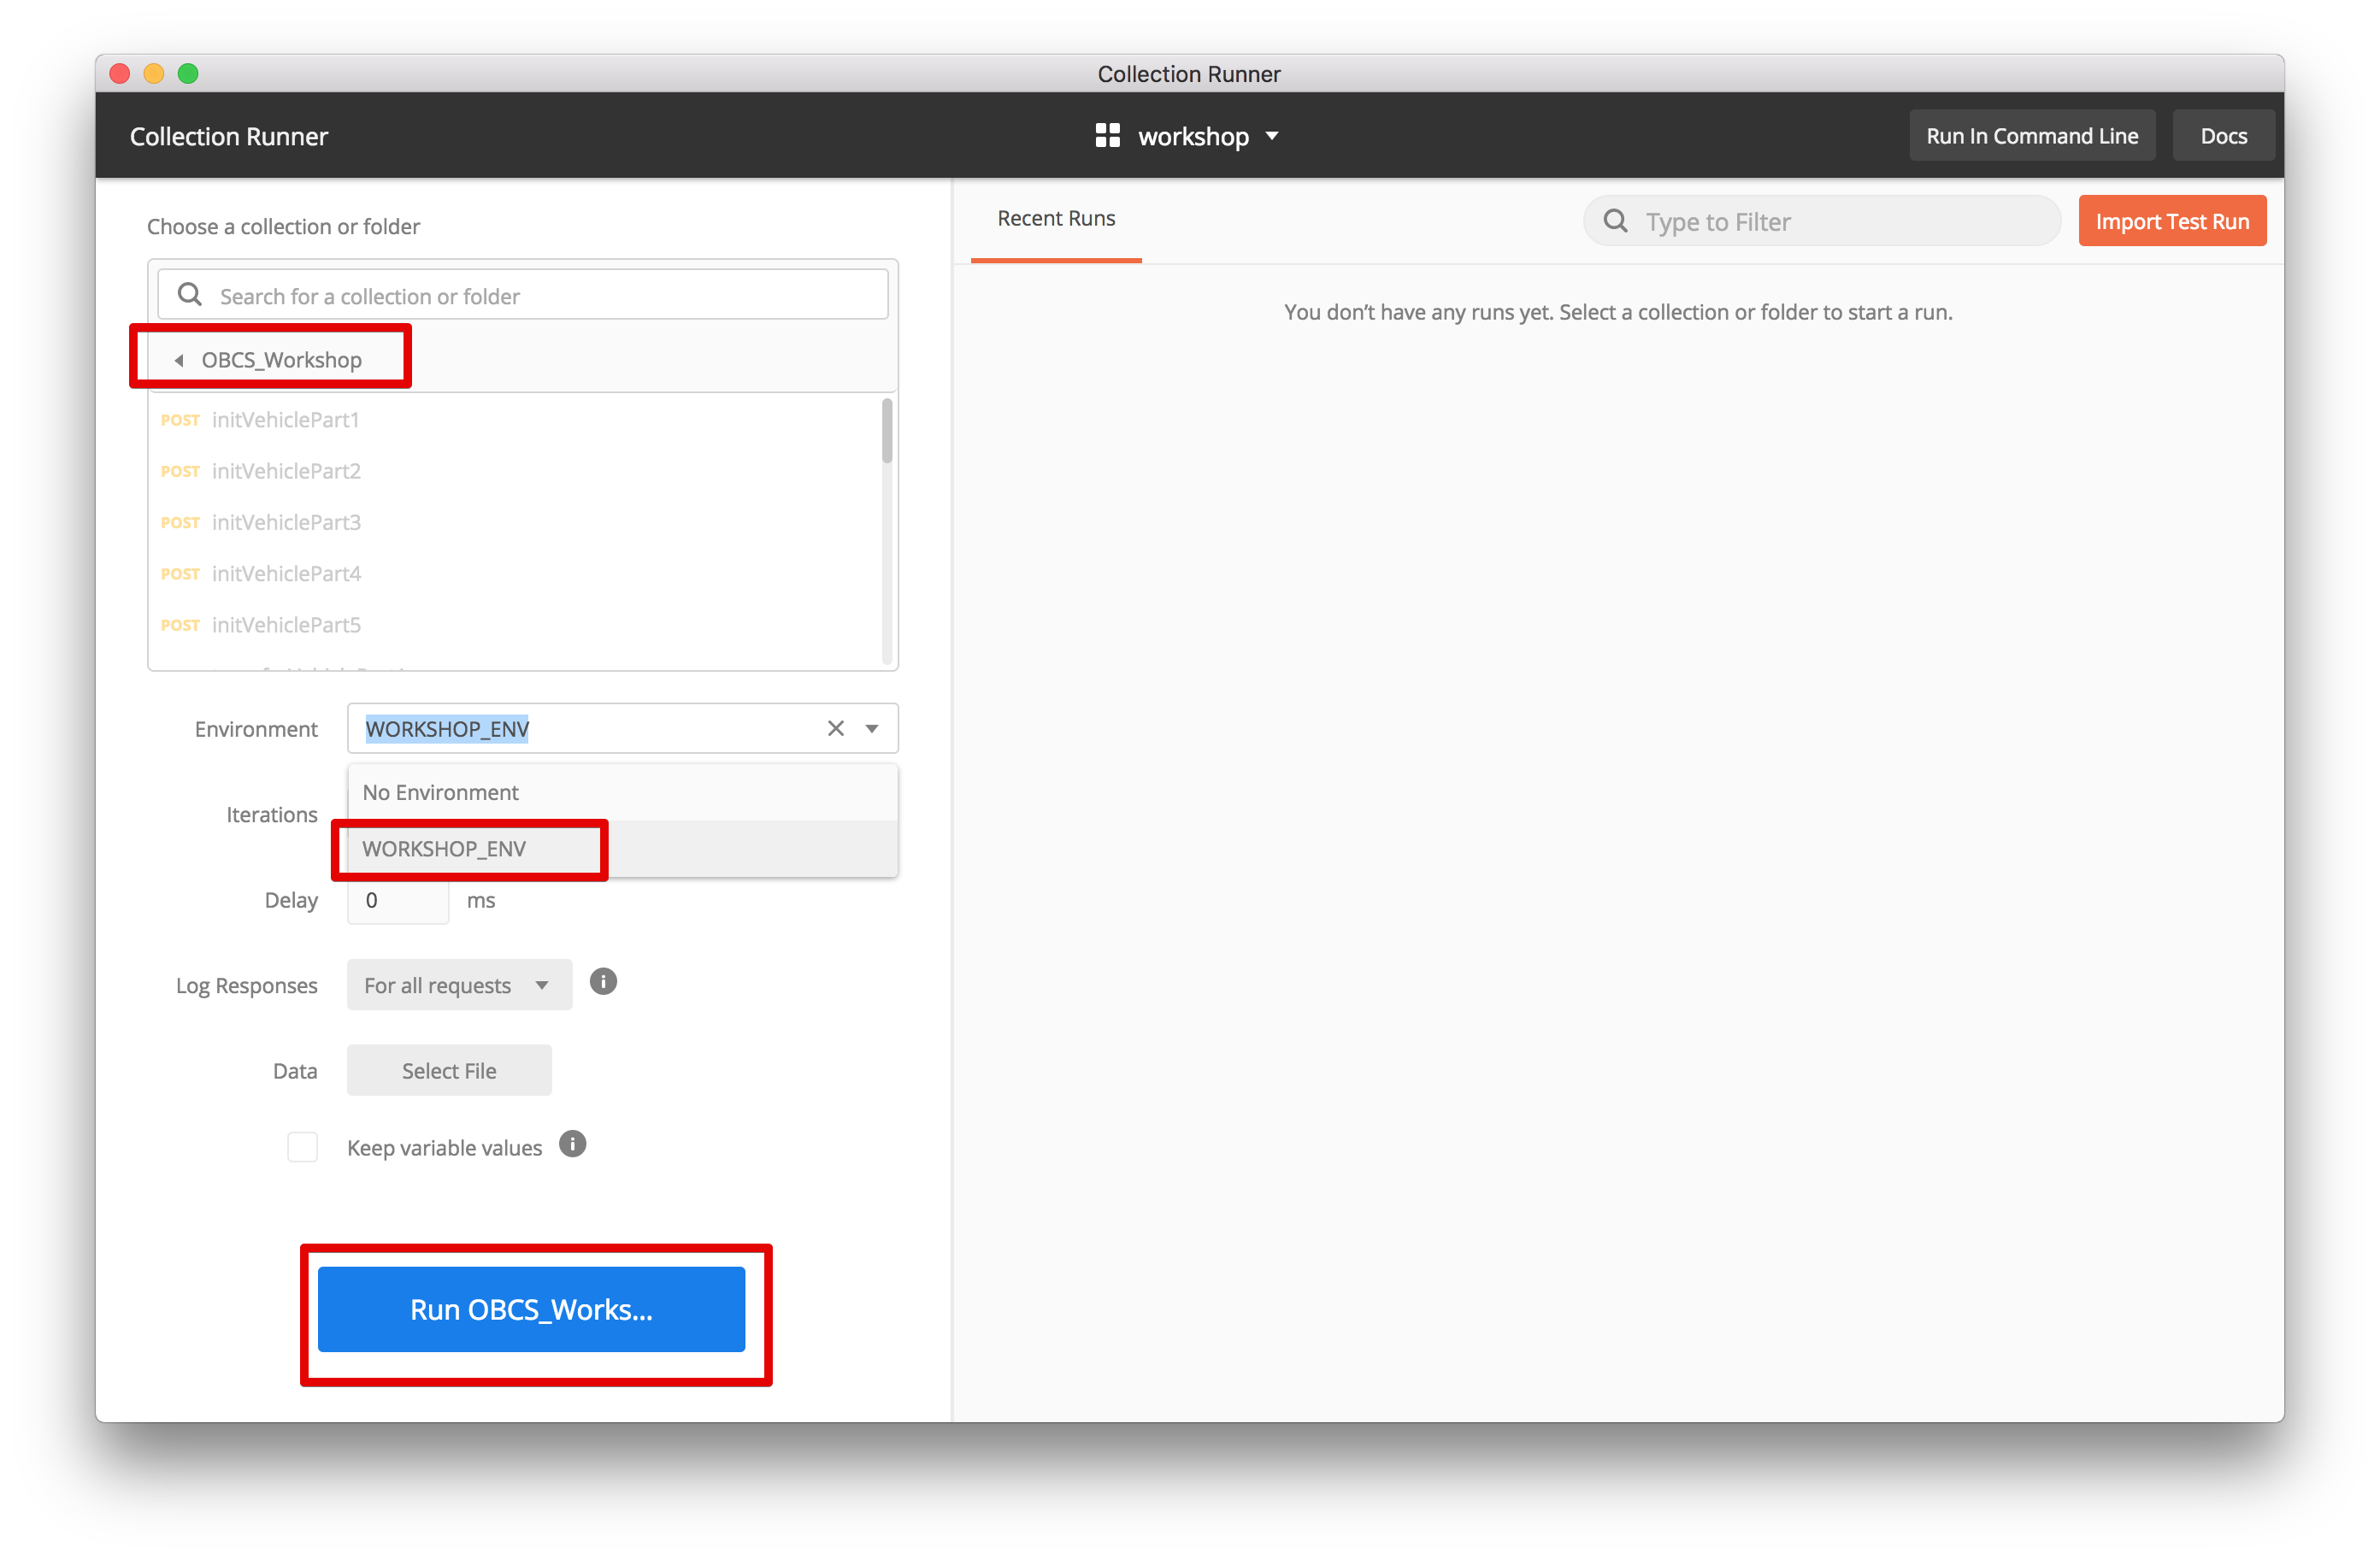 Collection Runner
Collection Runner
workshop
Run In Command Line
Docs
Choose a collection or folder
Search for a collection or folder
OBCS_Workshop
POST initVehiclePart1
POST initVehiclePart2
POST initVehiclePart3
POST initVehiclePart4
POST initVehiclePart5
Environment
WORKSHOP_ENV
No Environment
Iterations
WORKSHOP_ENV
Delay
0
ms
Log Responses
For all requests
Data
Select File
Keep variable values
Run OBCS_Works...
Recent Runs
Type to Filter
Import Test Run
You don’t have any runs yet. Select a collection or folder to start a run.